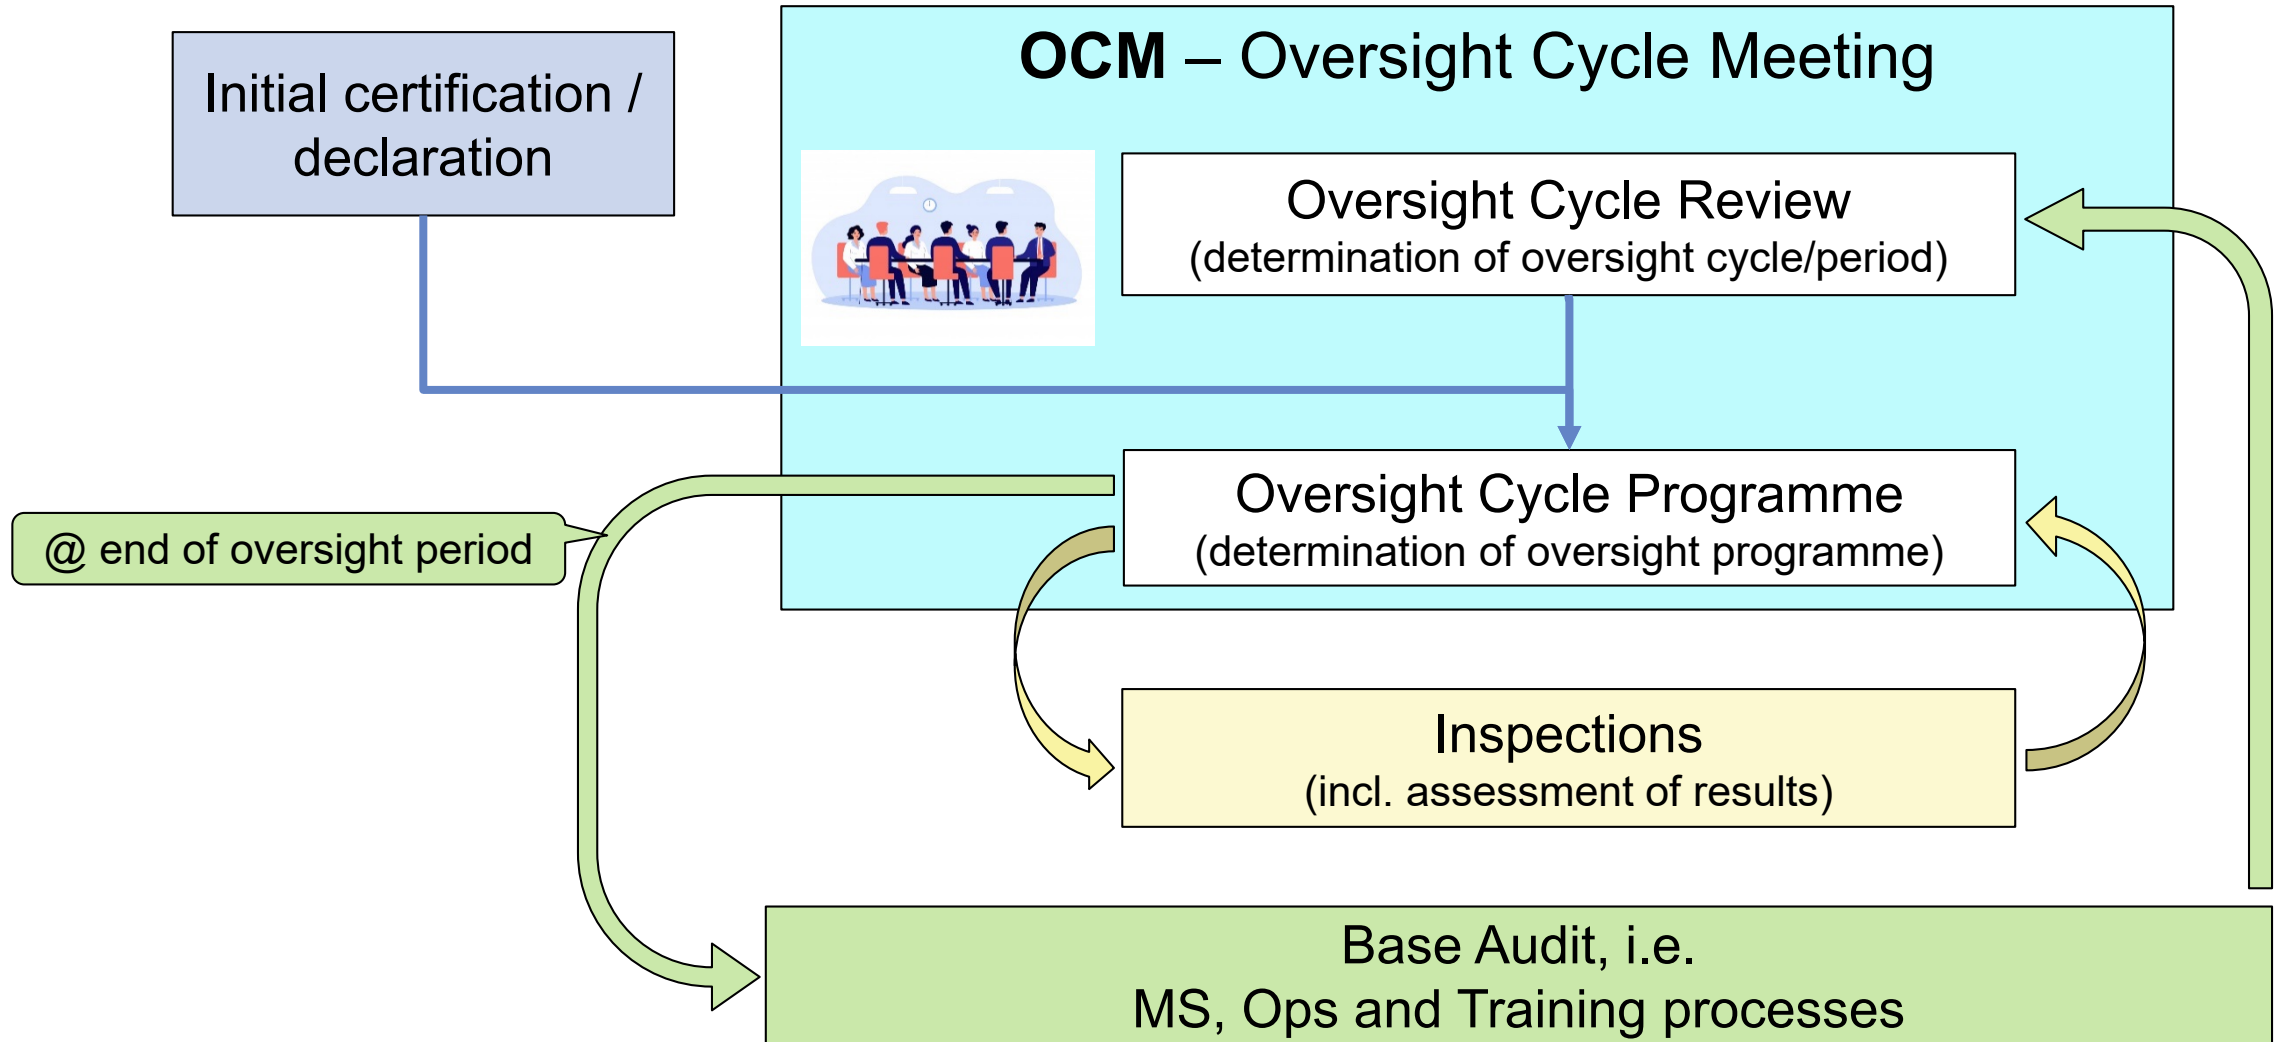 Initial certification /
declaration
OCM – Oversight Cycle Meeting
Oversight Cycle Review
(determination of oversight cycle/period)
Oversight Cycle Programme
(determination of oversight programme)
@ end of oversight period
Inspections
(incl. assessment of results)
Base Audit, i.e.
MS, Ops and Training processes